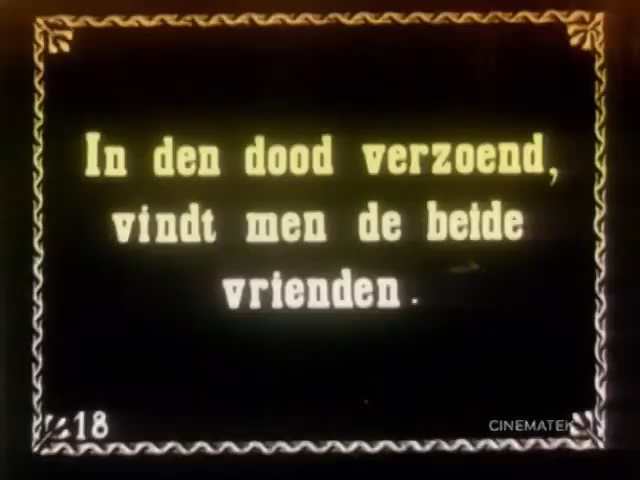 In den dood verzoend,
vindt men de beide
vrienden.
18
CINEMATEK